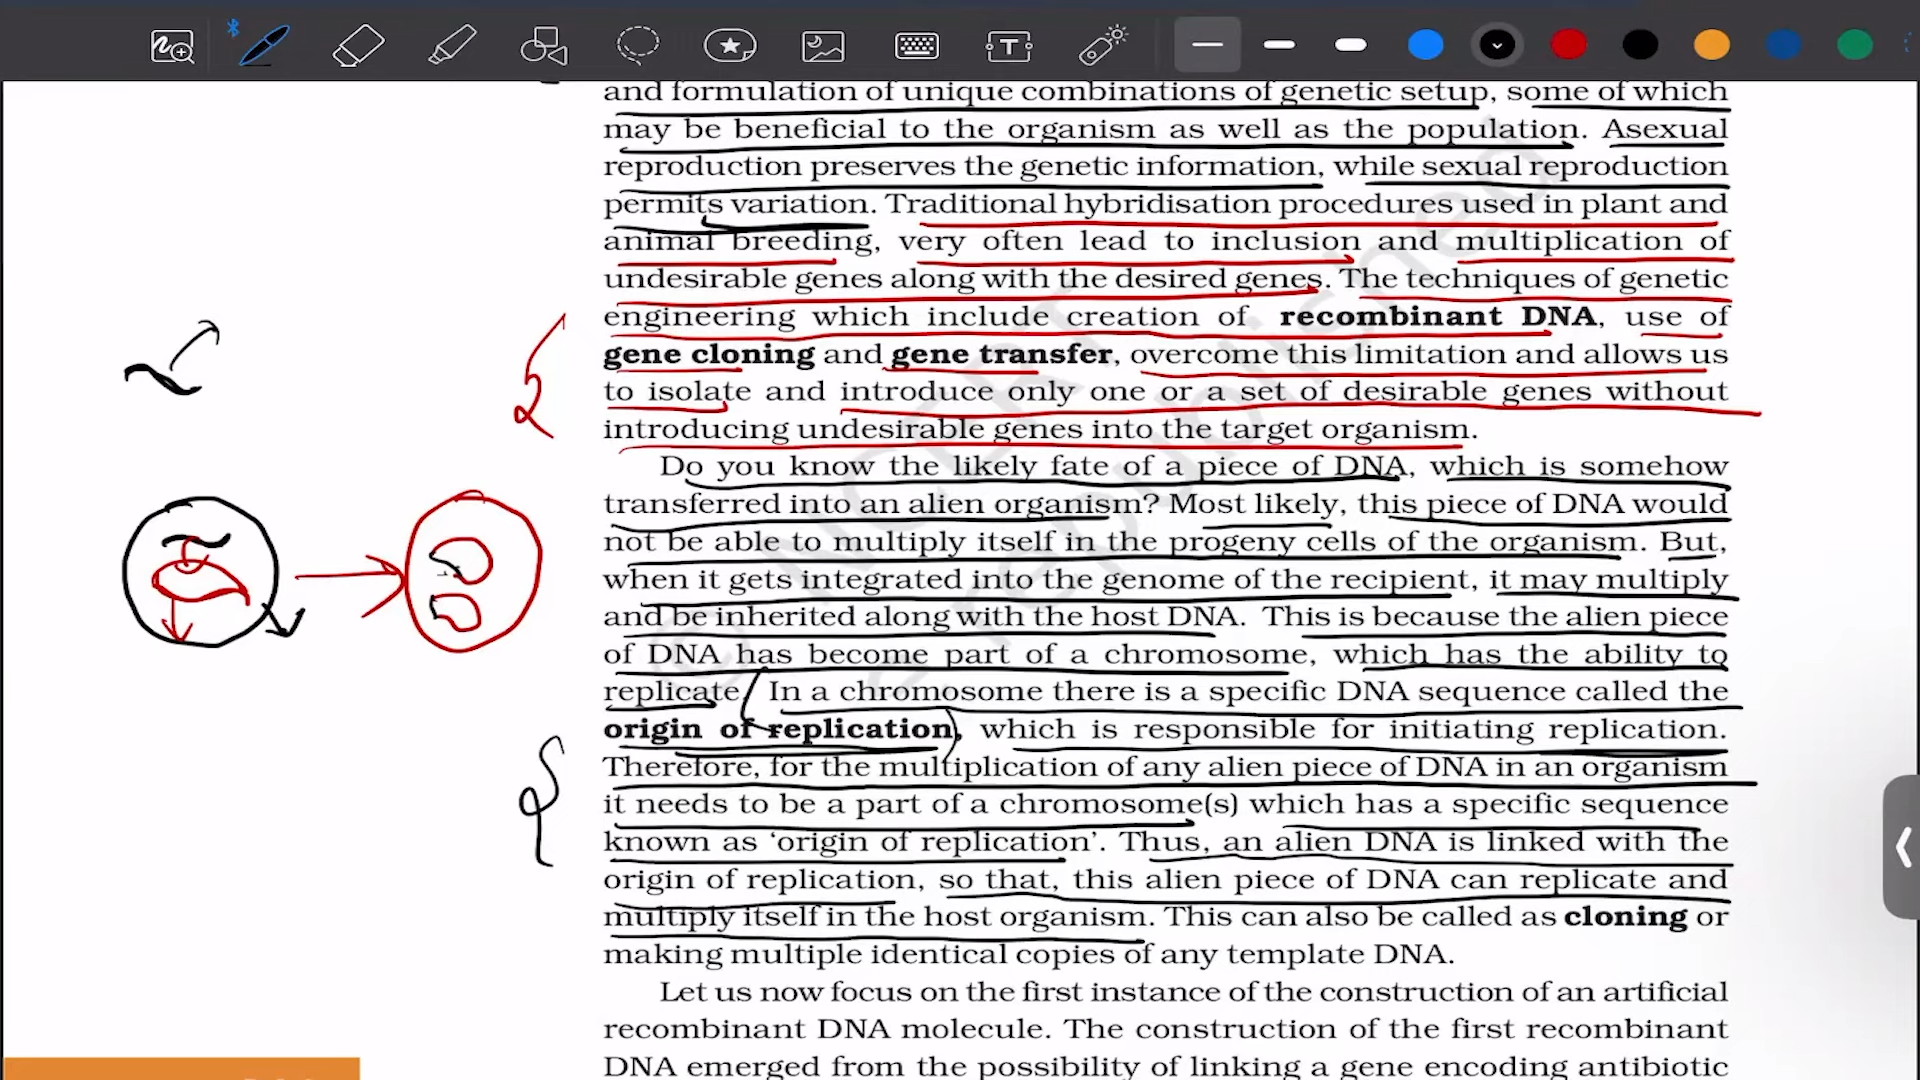 and formulation of unique combinations of genetic setup, some of which
may be beneficial to the organism as well as the population. Asexual
reproduction preserves the genetic information, while sexual reproduction
permits variation. Traditional hybridisation procedures used in plant and
animal breeding, very often lead to inclusion and multiplication of
undesirable genes along with the desired genes. The techniques of genetic
engineering which include creation of recombinant DNA, use of
gene cloning and gene transfer, overcome this limitation and allows us
to isolate and introduce only one or a set of desirable genes without
introducing undesirable genes into the target organism.
Do you know the likely fate of a piece of DNA, which is somehow
transferred into an alien organism? Most likely, this piece of DNA would
not be able to multiply itself in the progeny cells of the organism. But,
when it gets integrated into the genome of the recipient, it may multiply
and be inherited along with the host DNA. This is because the alien piece
of DNA has become part of a chromosome, which has the ability to
replicate. In a chromosome there is a specific DNA sequence called the
origin of replication, which is responsible for initiating replication.
Therefore, for the multiplication of any alien piece of DNA in an organism
it needs to be a part of a chromosome(s) which has a specific sequence
known as ‘origin of replication’. Thus, an alien DNA is linked with the
origin of replication, so that, this alien piece of DNA can replicate and
multiply itself in the host organism. This can also be called as cloning or
making multiple identical copies of any template DNA.
Let us now focus on the first instance of the construction of an artificial
recombinant DNA molecule. The construction of the first recombinant
DNA emerged from the possibility of linking a gene encoding antibiotic
© NCERT
republished